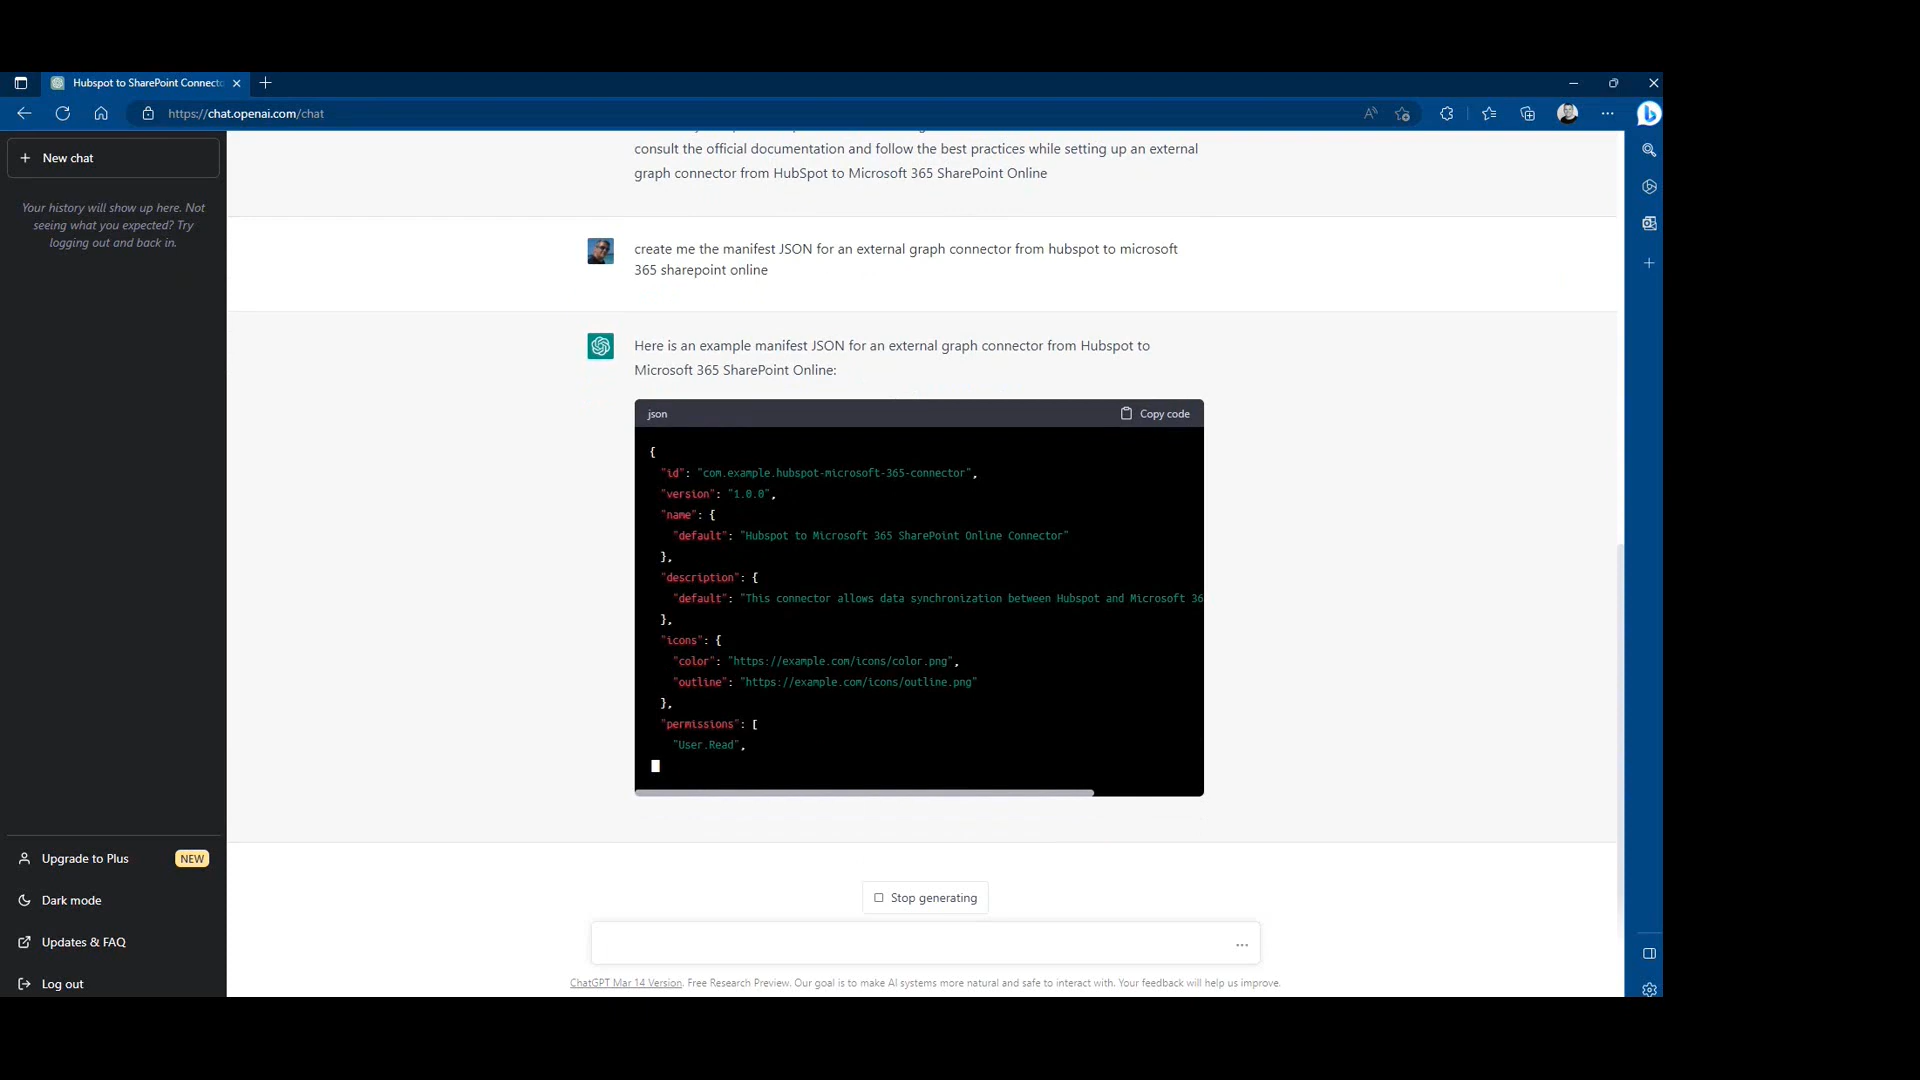 Hubspot to SharePoint Connecto
https://chat.openai.com/chat
New chat
Your history will show up here. Not
seeing what you expected? Try
logging out and back in.
consult the official documentation and follow the best practices while setting up an external
graph connector from HubSpot to Microsoft 365 SharePoint Online
create me the manifest JSON for an external graph connector from hubspot to microsoft
365 sharepoint online
Here is an example manifest JSON for an external graph connector from Hubspot to
Microsoft 365 SharePoint Online:
json
Copy code
{
"id": "com.example.hubspot-microsoft-365-connector",
"version": "1.0.0",
"name": {
"default": "Hubspot to Microsoft 365 SharePoint Online Connector"
},
"description": {
"default": "This connector allows data synchronization between Hubspot and Microsoft 36
},
"icons": {
"color": "https://example.com/icons/color.png",
"outline": "https://example.com/icons/outline.png"
},
"permissions": [
"User.Read",
Upgrade to Plus
NEW
Dark mode
Updates & FAQ
Log out
Stop generating
ChatGPT Mar 14 Version. Free Research Preview. Our goal is to make AI systems more natural and safe to interact with. Your feedback will help us improve.